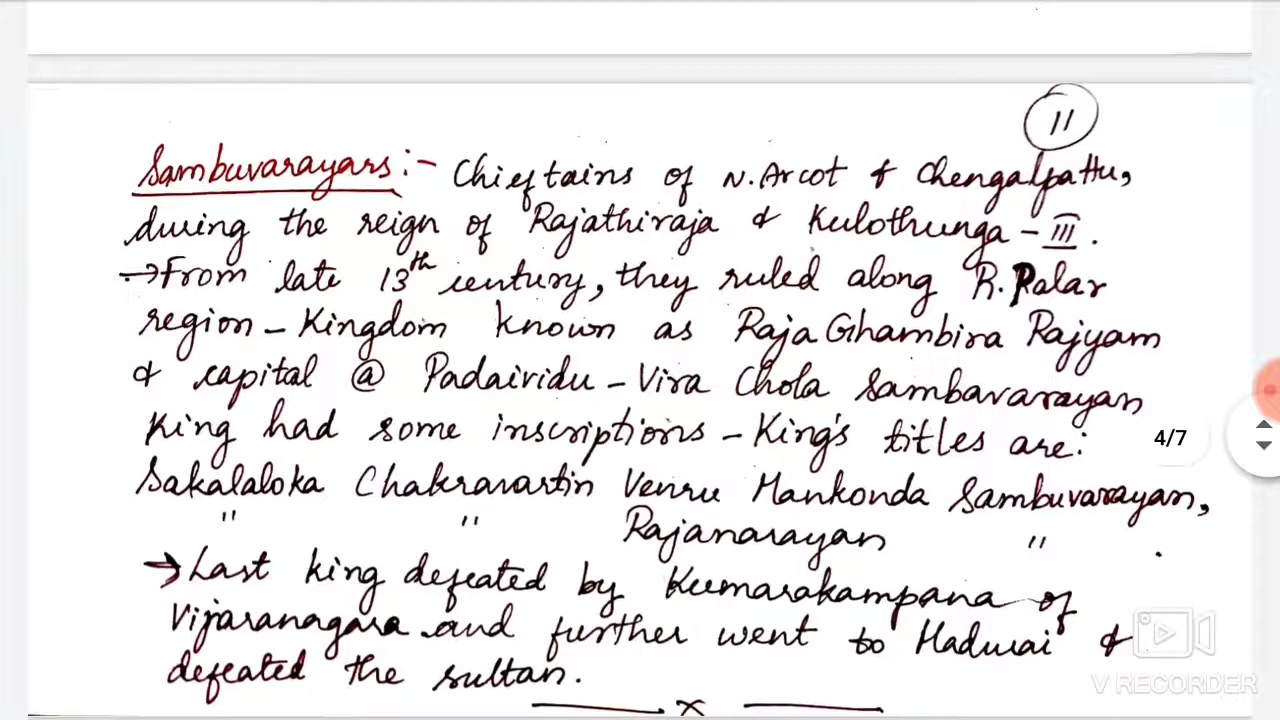 11
Sambuvarayars:- Chieftains of N.Arcot & Chengalpattu,
during the reign of Rajathiraja & Kulothunga - III.
→From late 13th century, they ruled along R.Palar
region - Kingdom known as Raja Ghambira Rajyam
& capital @ Padairidu - Vira Chola Sambavarayan
King had some inscriptions - King's titles are:
4/7
Sakalaloka Chakravartin Venru Mankonda Sambuvarayan,
" " Rajanarayan " .
→Last king defeated by Kumarakampana of
Vijaranagara and further went to Madurai &
defeated the sultan.
x
V RECORDER